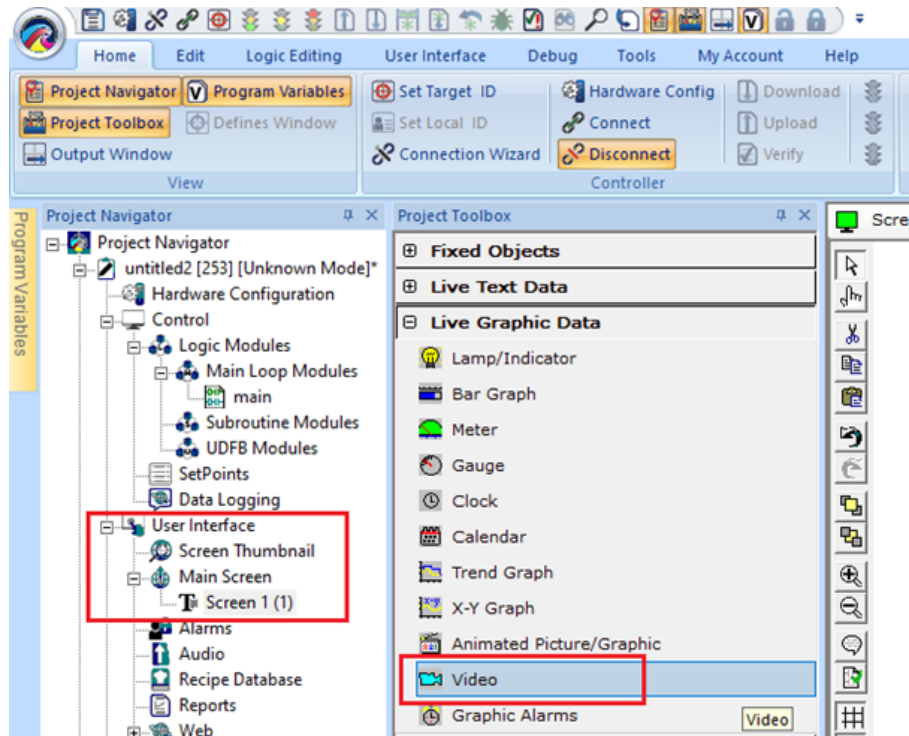 Home Edit Logic Editing User Interface Debug Tools My Account Help
Project Navigator Program Variables
Project Toolbox Defines Window
Output Window
View
Set Target ID Hardware Config Download
Set Local ID Connect Upload
Connection Wizard Disconnect Verify
Controller
Program Variables
Project Navigator
Project Navigator
untitled2 [253] [Unknown Mode]*
Hardware Configuration
Control
Logic Modules
Main Loop Modules
main
Subroutine Modules
UDFB Modules
SetPoints
Data Logging
User Interface
Screen Thumbnail
Main Screen
Screen 1 (1)
Alarms
Audio
Recipe Database
Reports
Web
Project Toolbox
Fixed Objects
Live Text Data
Live Graphic Data
Lamp/Indicator
Bar Graph
Meter
Gauge
Clock
Calendar
Trend Graph
X-Y Graph
Animated Picture/Graphic
Video
Graphic Alarms
Video
Scre